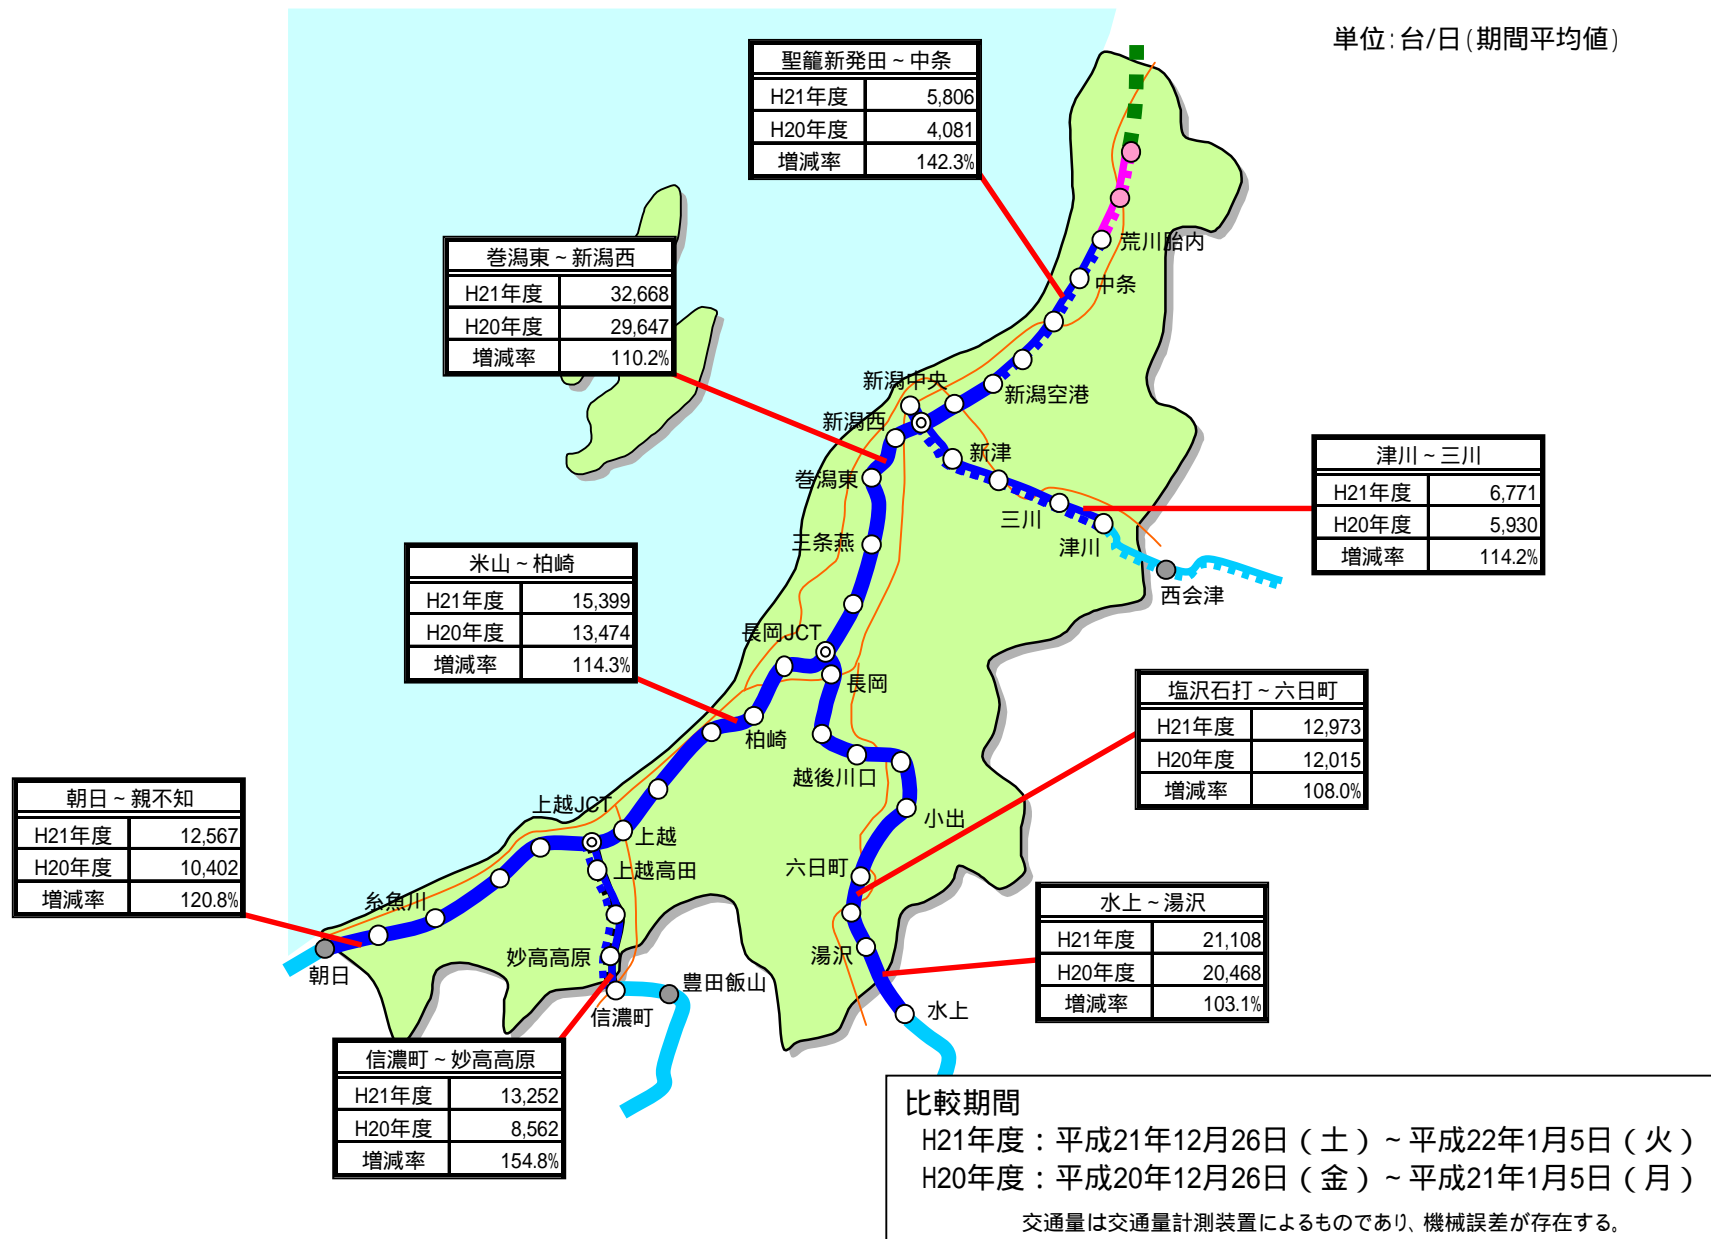 単位：台/日（期間平均値）
聖籠新発田～中条
H21年度 5,806
H20年度 4,081
増減率 142.3%
巻潟東～新潟西
H21年度 32,668
H20年度 29,647
増減率 110.2%
荒川胎内
中条
新潟中央
新潟空港
新潟西
新津
巻潟東
三川
津川
西会津
三条燕
津川～三川
H21年度 6,771
H20年度 5,930
増減率 114.2%
米山～柏崎
H21年度 15,399
H20年度 13,474
増減率 114.3%
長岡JCT
長岡
柏崎
越後川口
小出
塩沢石打～六日町
H21年度 12,973
H20年度 12,015
増減率 108.0%
朝日～親不知
H21年度 12,567
H20年度 10,402
増減率 120.8%
上越JCT
上越
上越高田
六日町
糸魚川
妙高高原
湯沢
朝日
豊田飯山
信濃町
水上
水上～湯沢
H21年度 21,108
H20年度 20,468
増減率 103.1%
信濃町～妙高高原
H21年度 13,252
H20年度 8,562
増減率 154.8%
比較期間
H21年度：平成21年12月26日（土）～平成22年1月5日（火）
H20年度：平成20年12月26日（金）～平成21年1月5日（月）
交通量は交通量計測装置によるものであり、機械誤差が存在する。